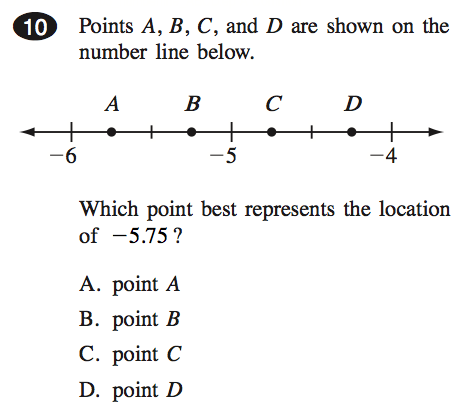 10 Points A, B, C, and D are shown on the
number line below.
A B C D
−6 −5 −4
Which point best represents the location
of −5.75 ?
A. point A
B. point B
C. point C
D. point D